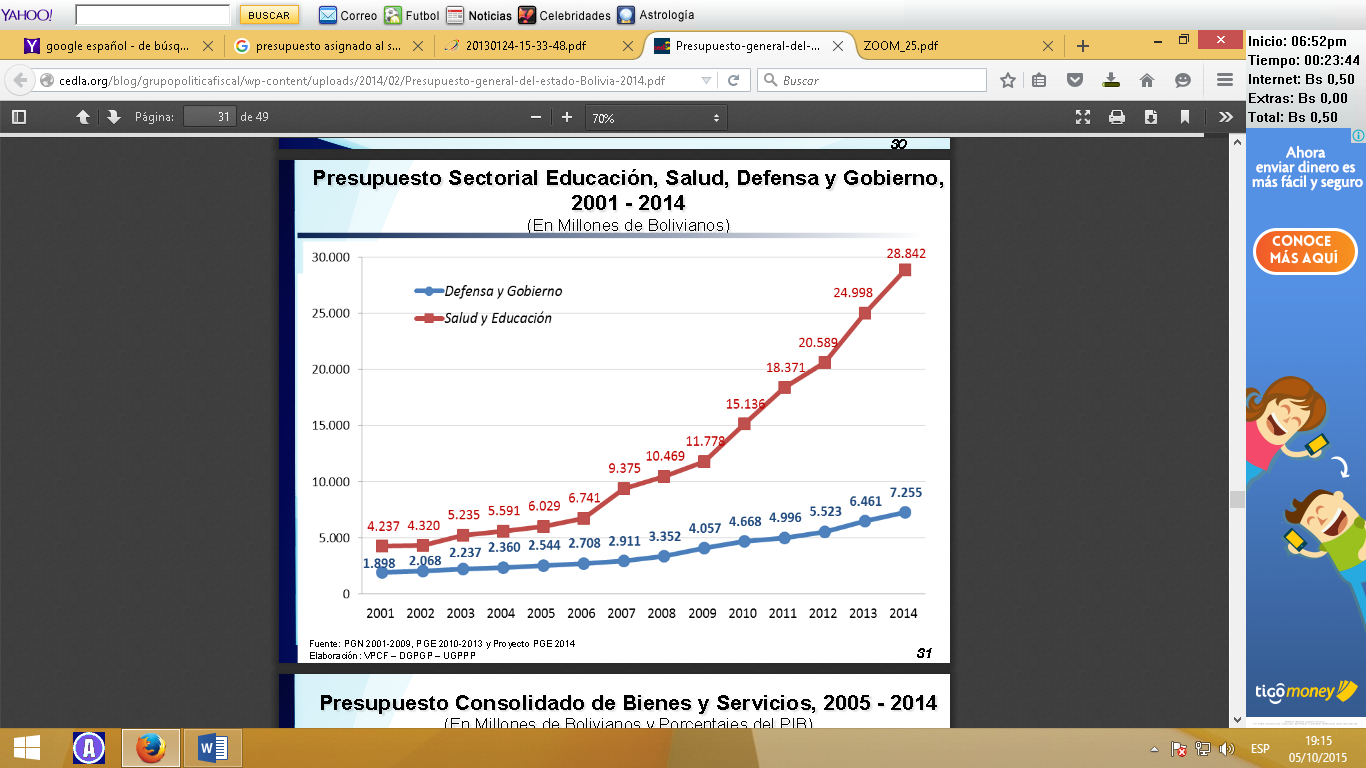 YAHOO!
BUSCAR
Correo
Futbol
Noticias
Celebridades
Astrología
google español - de búsq...
presupuesto asignado al s...
20130124-15-33-48.pdf
Presupuesto-general-del-...
ZOOM_25.pdf
cedla.org/blog/grupopoliticafiscal/wp-content/uploads/2014/02/Presupuesto-general-del-estado-Bolivia-2014.pdf
Buscar
Página:
31
de 49
70%
Inicio: 06:52pm
Tiempo: 00:23:44
Internet: Bs 0,50
Extras: Bs 0,00
Total: Bs 0,50
30
Presupuesto Sectorial Educación, Salud, Defensa y Gobierno,
2001 - 2014
(En Millones de Bolivianos)
30.000
25.000
20.000
15.000
10.000
5.000
0
Defensa y Gobierno
Salud y Educación
4.237 4.320 5.235 5.591 6.029 6.741 9.375 10.469 11.778 15.136 18.371 20.589 24.998 28.842
1.898 2.068 2.237 2.360 2.544 2.708 2.911 3.352 4.057 4.668 4.996 5.523 6.461 7.255
2001 2002 2003 2004 2005 2006 2007 2008 2009 2010 2011 2012 2013 2014
Fuente: PGN 2001-2009, PGE 2010-2013 y Proyecto PGE 2014
Elaboración: VPCF – DGPGP – UGPPP
31
Presupuesto Consolidado de Bienes y Servicios, 2005 - 2014
(En Millones de Bolivianos y Porcentajes del PIB)
Ahora
enviar dinero es
más fácil y seguro
CONOCE
MÁS AQUÍ
tigo money
ESP
19:15
05/10/2015